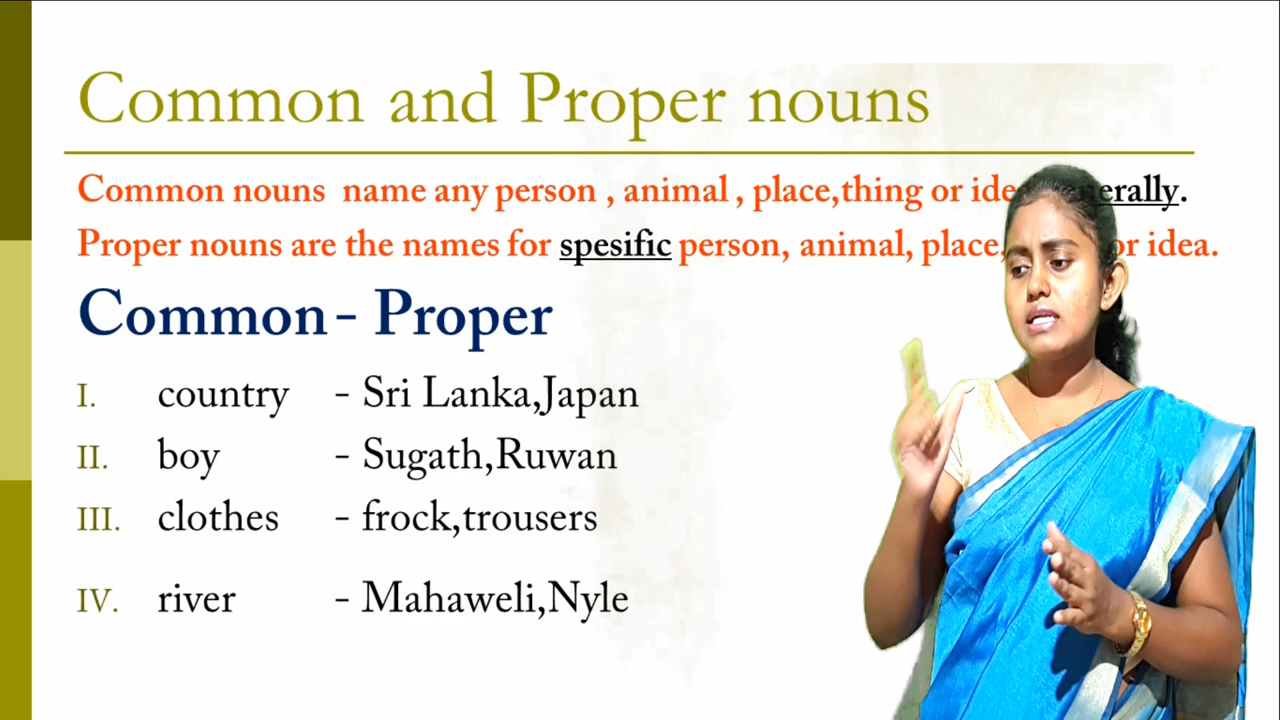 Common and Proper nouns
Common nouns name any person , animal , place,thing or
Proper nouns are the names for spesific person, animal, place, or idea.
Common - Proper
I. country - Sri Lanka,Japan
II. boy - Sugath,Ruwan
III. clothes - frock,trousers
IV. river - Mahaweli,Nyle